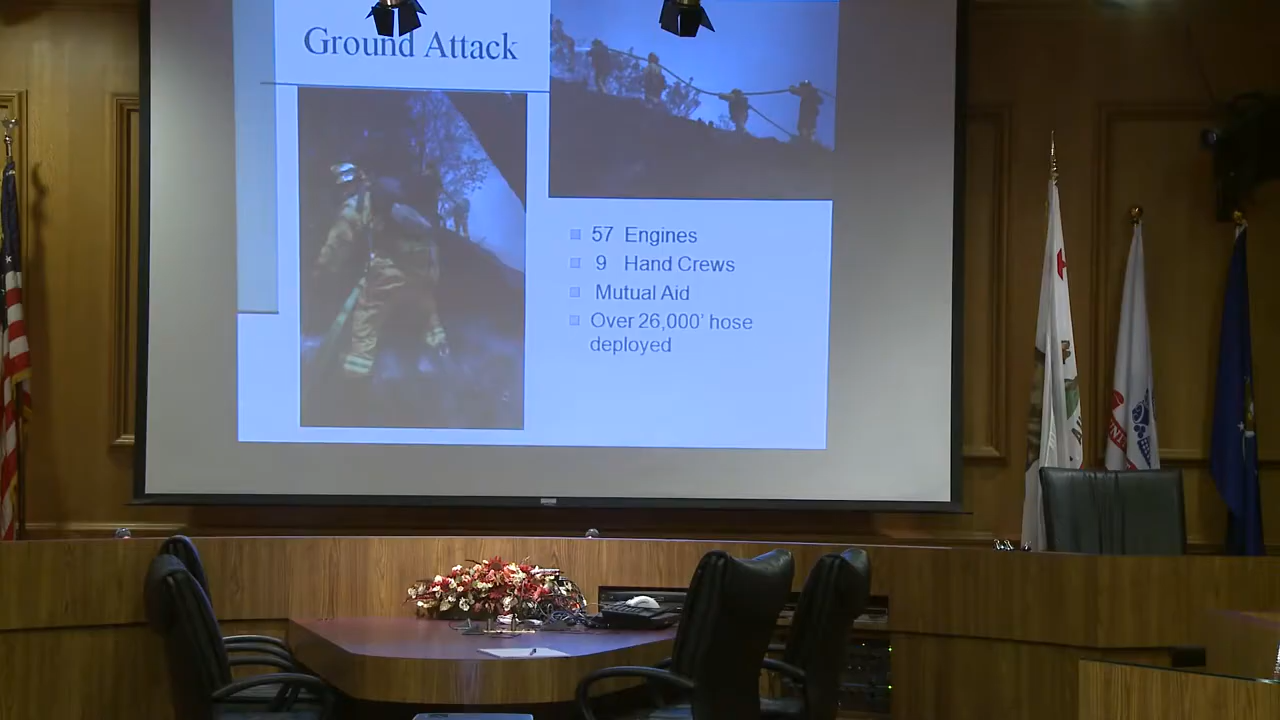 Ground Attack
57 Engines
9 Hand Crews
Mutual Aid
Over 26,000' hose
deployed